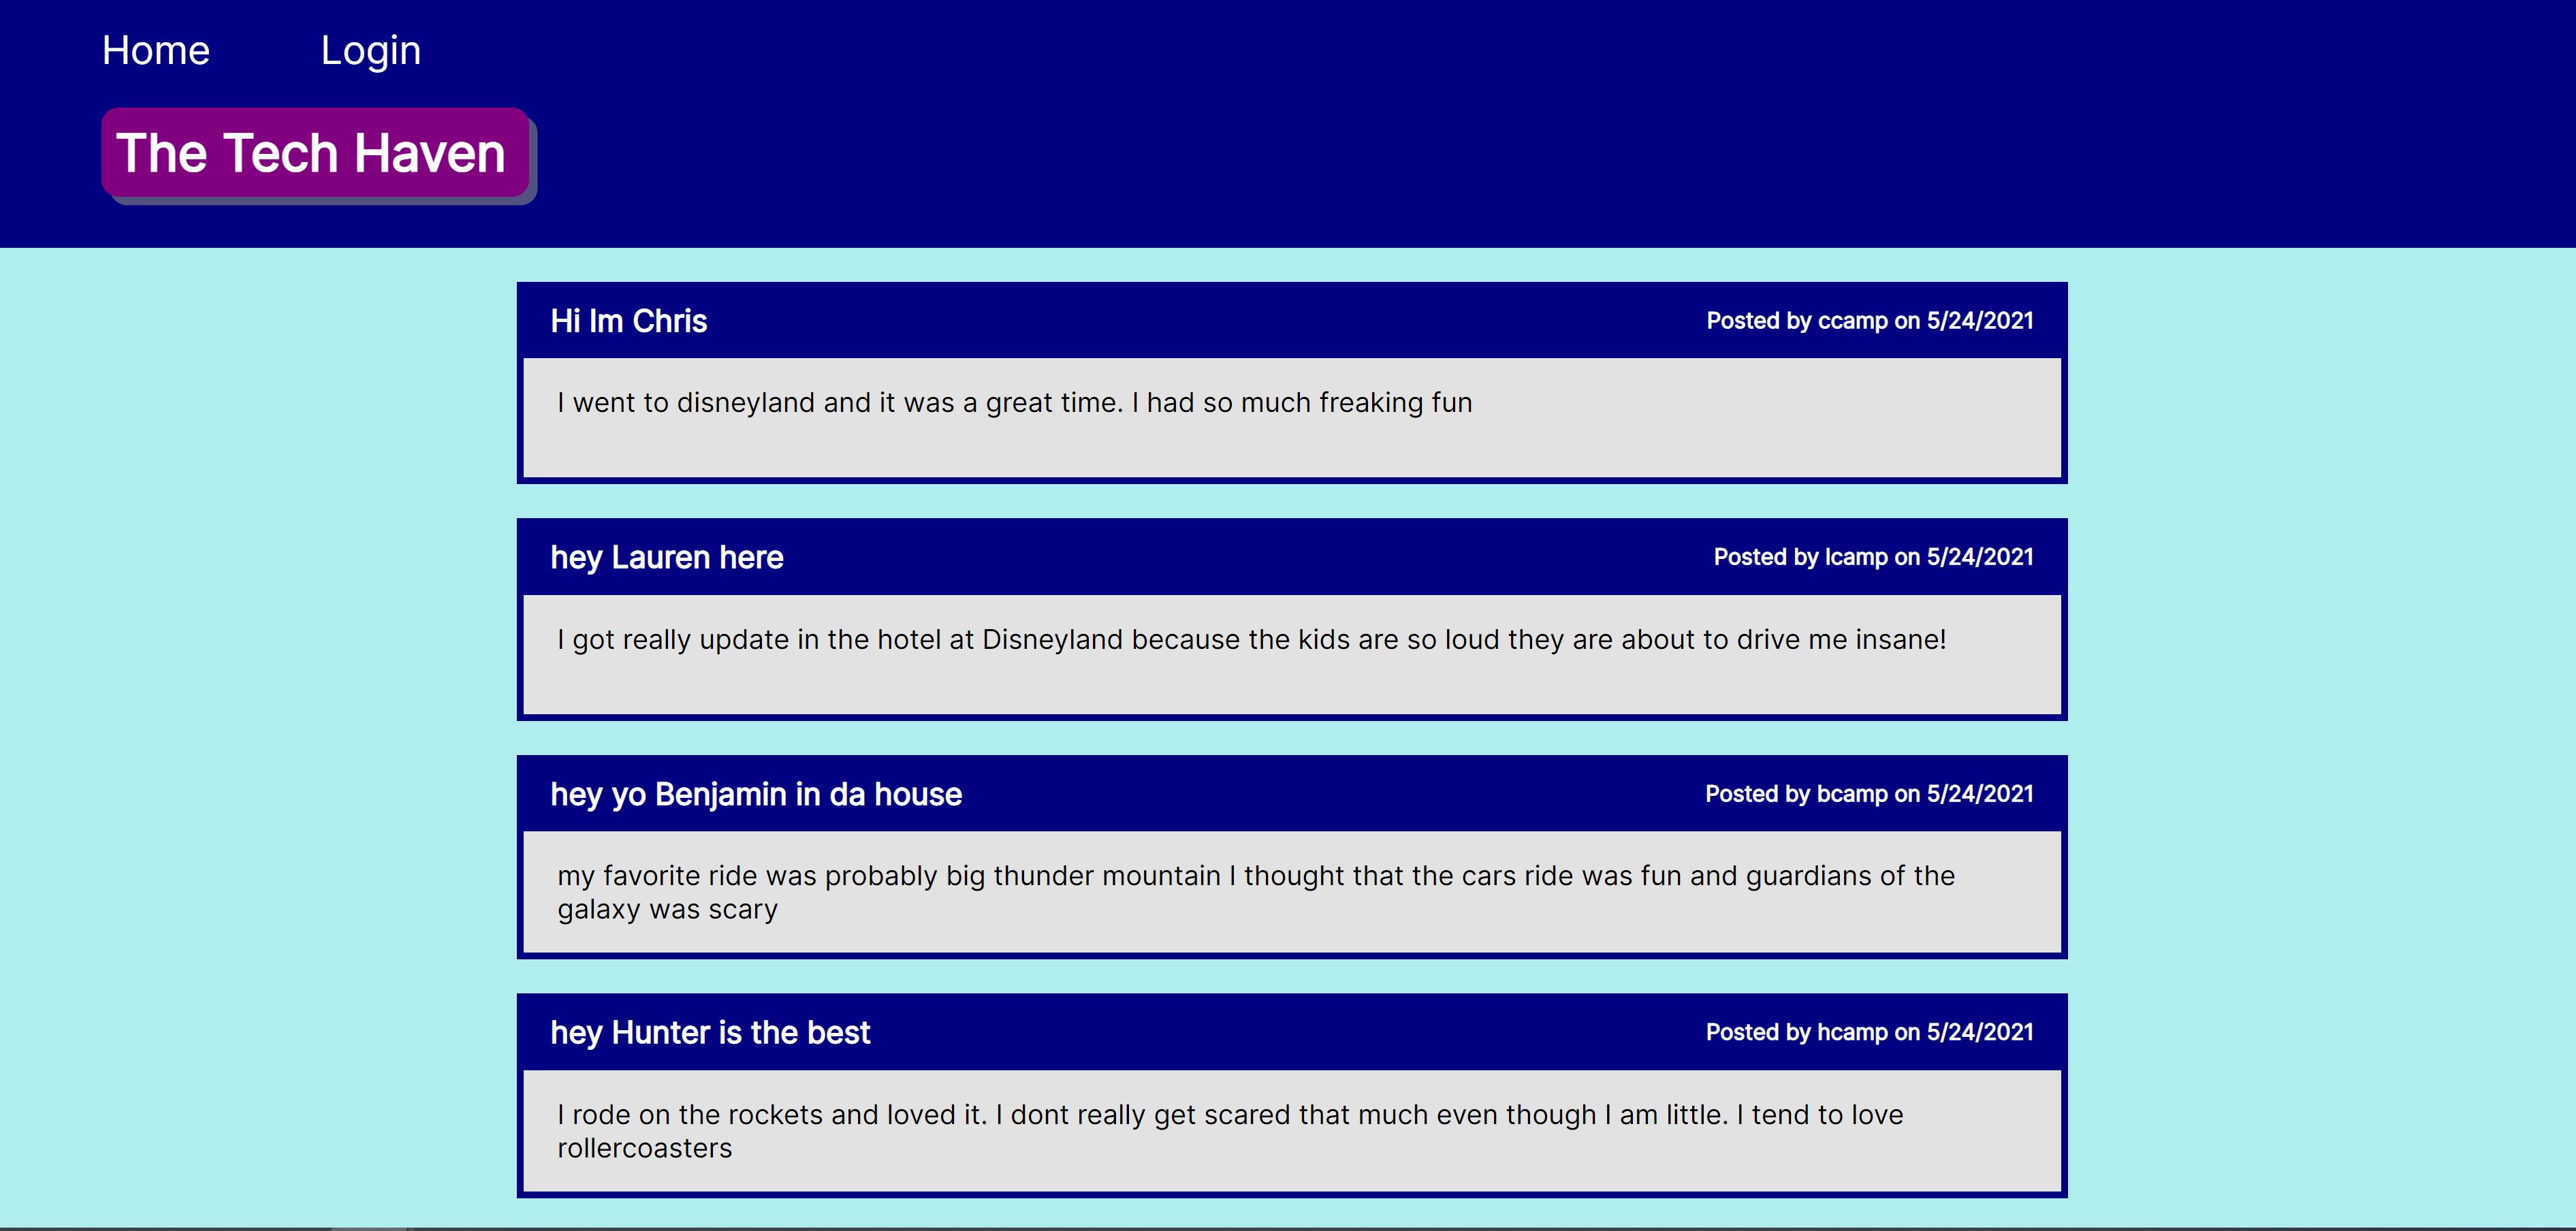 Home Login
The Tech Haven
Hi Im Chris Posted by ccamp on 5/24/2021
I went to disneyland and it was a great time. I had so much freaking fun
hey Lauren here Posted by lcamp on 5/24/2021
I got really update in the hotel at Disneyland because the kids are so loud they are about to drive me insane!
hey yo Benjamin in da house Posted by bcamp on 5/24/2021
my favorite ride was probably big thunder mountain I thought that the cars ride was fun and guardians of the
galaxy was scary
hey Hunter is the best Posted by hcamp on 5/24/2021
I rode on the rockets and loved it. I dont really get scared that much even though I am little. I tend to love
rollercoasters